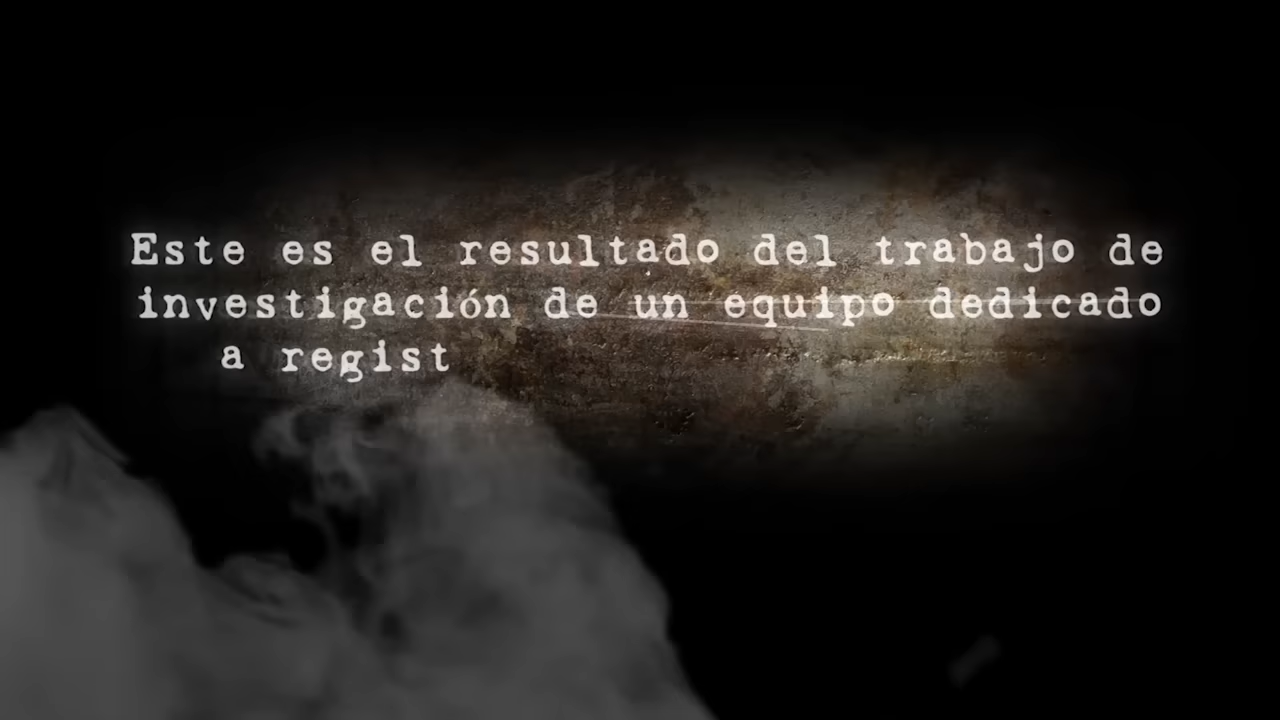 Este es el resultado del trabajo de
investigación de un equipo dedicado
a regist